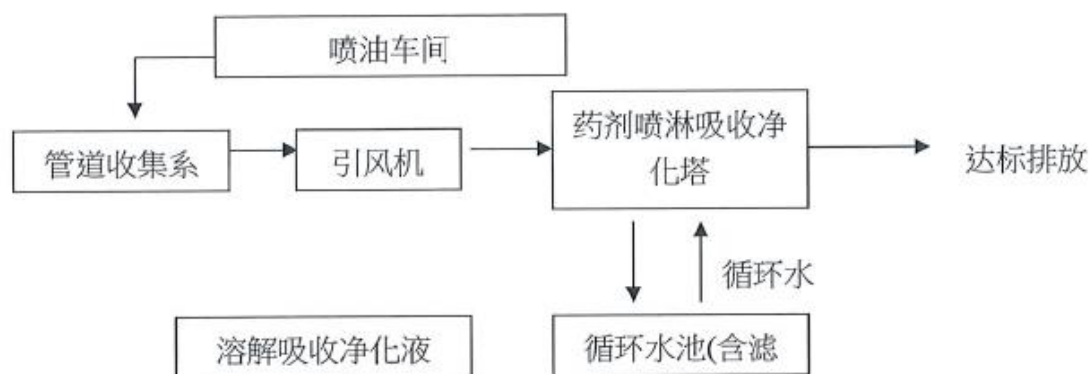 喷油车间
管道收集系
引风机
药剂喷淋吸收净
化塔
达标排放
循环水
溶解吸收净化液
循环水池(含滤